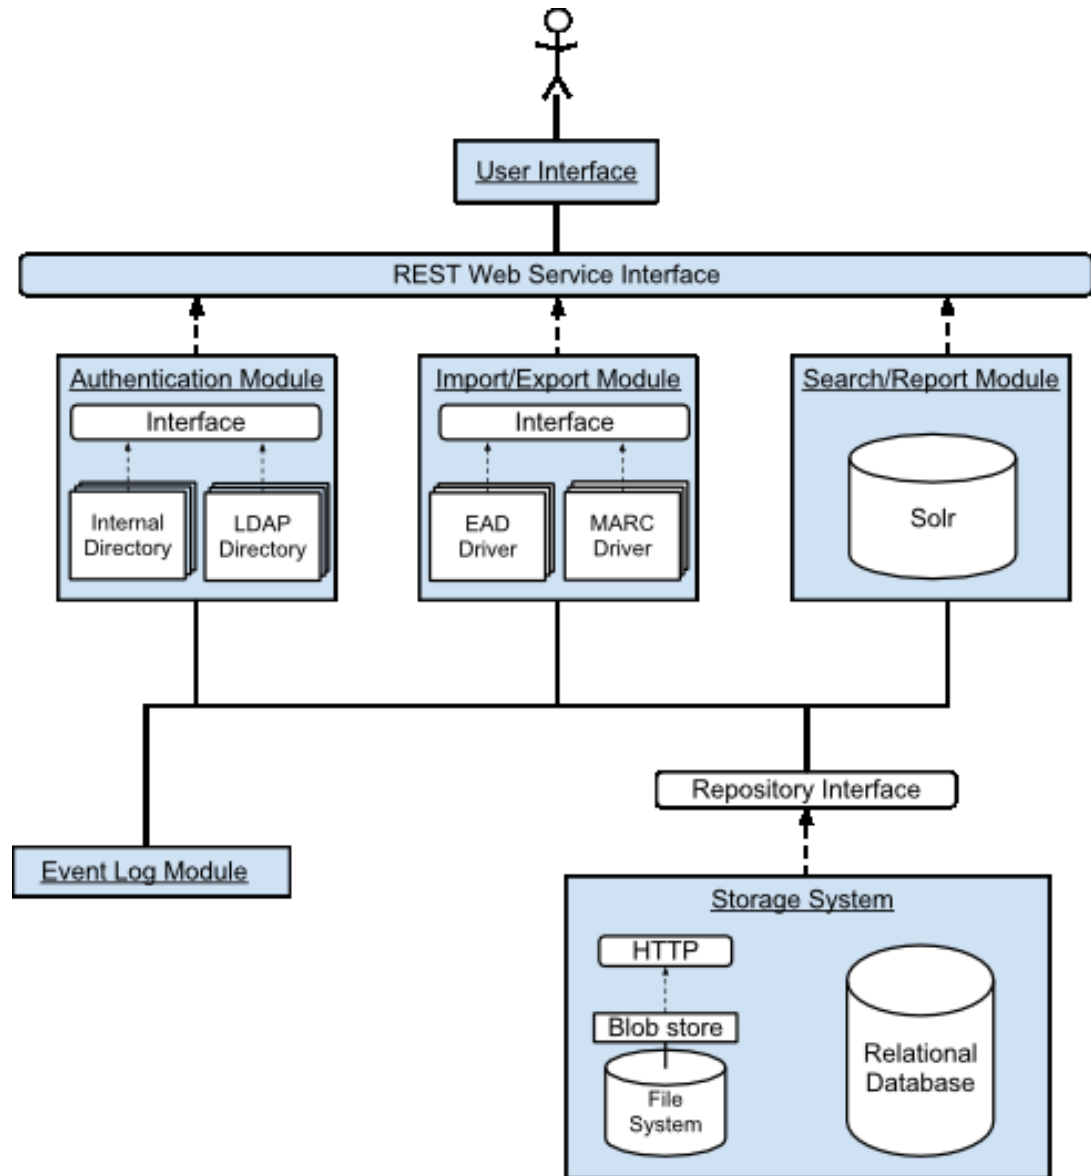 User Interface
REST Web Service Interface
Authentication Module
Interface
Internal
Directory
LDAP
Directory
Import/Export Module
Interface
EAD
Driver
MARC
Driver
Search/Report Module
Solr
Repository Interface
Event Log Module
Storage System
HTTP
Blob store
File
System
Relational
Database